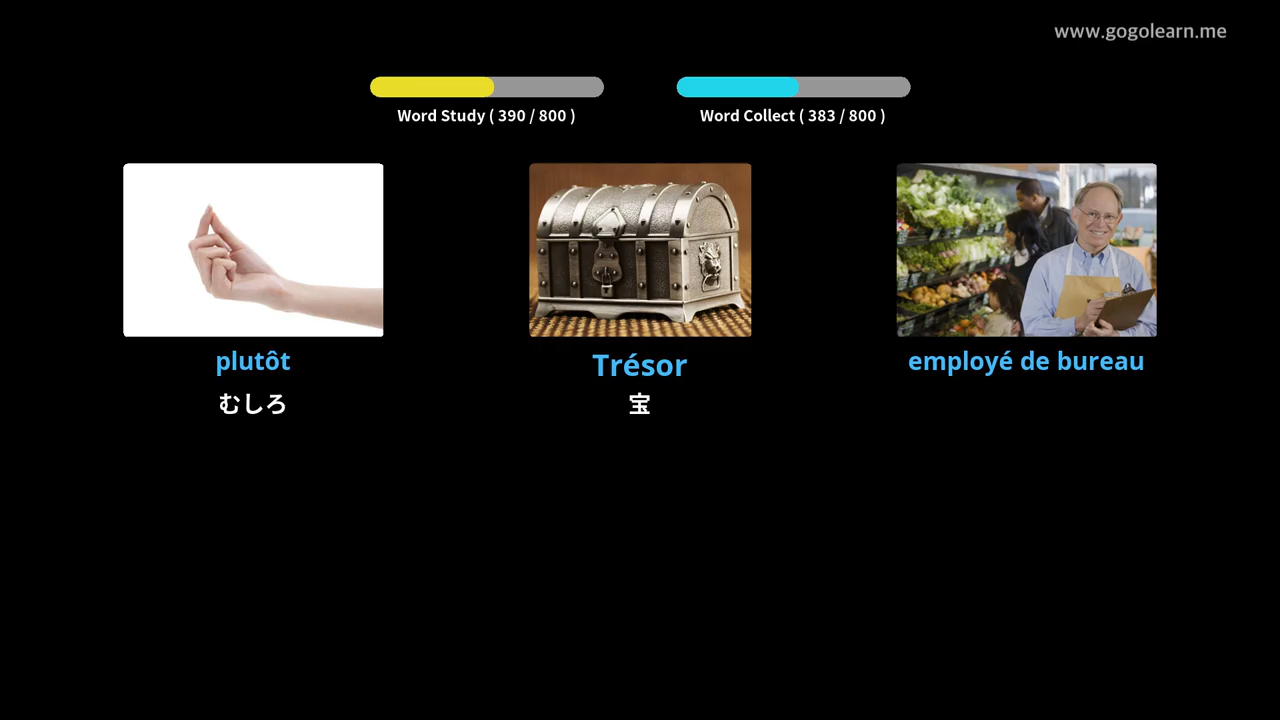 www.gogolearn.me
Word Study ( 390 / 800 )
Word Collect ( 383 / 800 )
plutôt
むしろ
Trésor
宝
employé de bureau